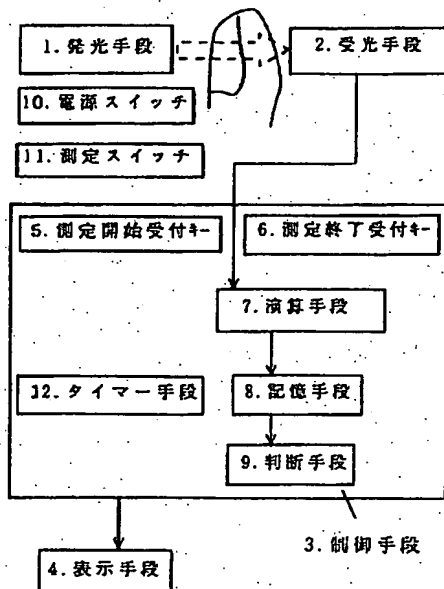 1. 発光手段
2. 受光手段
10. 電源スイッチ
11. 測定スイッチ
5. 測定開始受付キー
6. 測定終了受付キー
7. 演算手段
12. タイマー手段
8. 記憶手段
9. 判断手段
3. 制御手段
4. 表示手段